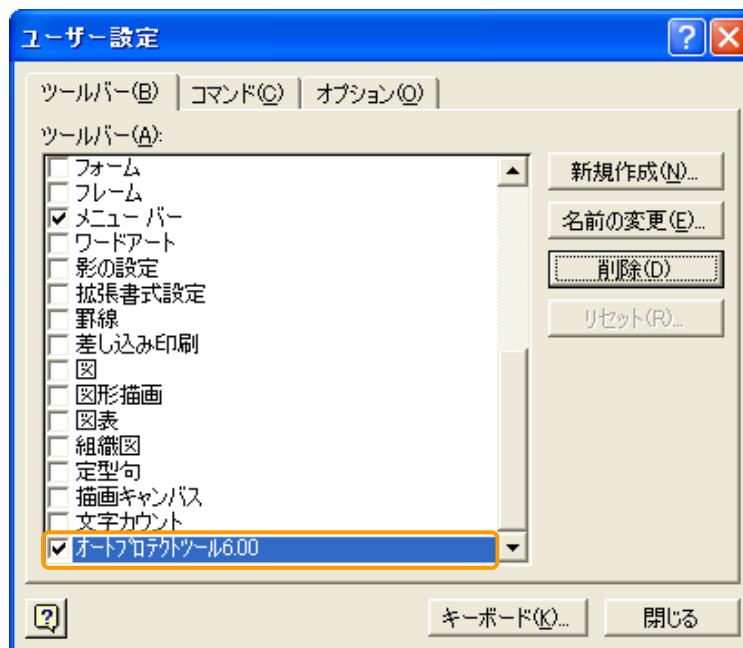 ユーザー設定
ツールバー(B) コマンド(C) オプション(O)
ツールバー(A):
フォーム
フレーム
メニュー バー
ワードアート
影の設定
拡張書式設定
罫線
差し込み印刷
図
図形描画
図表
組織図
定型句
描画キャンバス
文字カウント
オートプロテクトツール6.00
新規作成(N)...
名前の変更(E)...
削除(D)
リセット(R)...
キーボード(K)...
閉じる